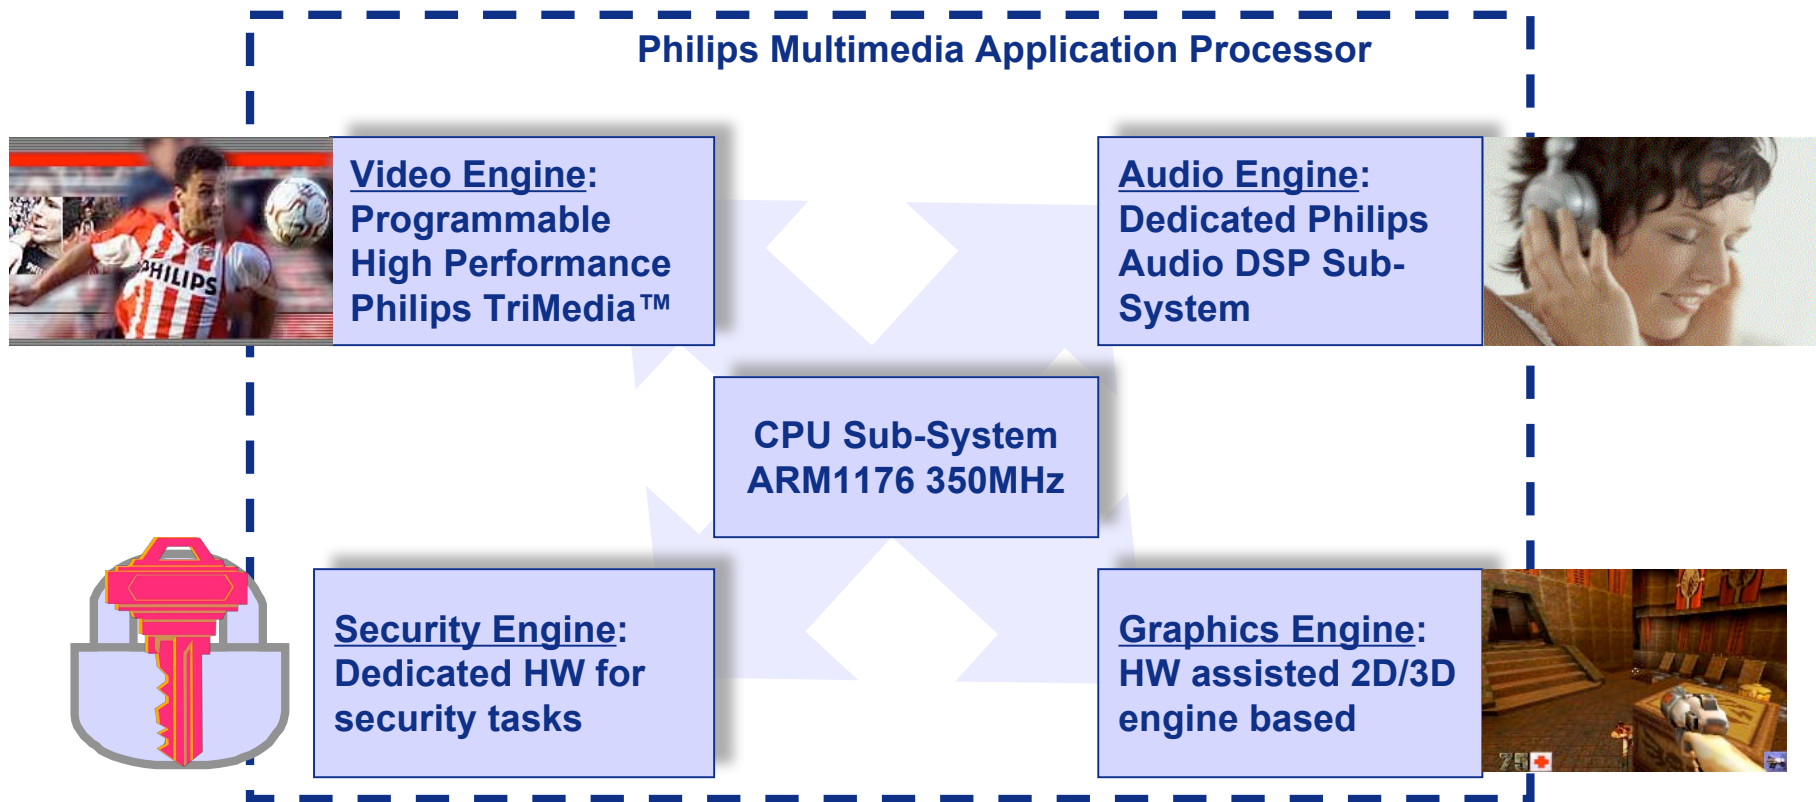 Philips Multimedia Application Processor
Video Engine:
Programmable
High Performance
Philips TriMedia™
Audio Engine:
Dedicated Philips
Audio DSP Sub-
System
CPU Sub-System
ARM1176 350MHz
Security Engine:
Dedicated HW for
security tasks
Graphics Engine:
HW assisted 2D/3D
engine based
PHILIPS
75